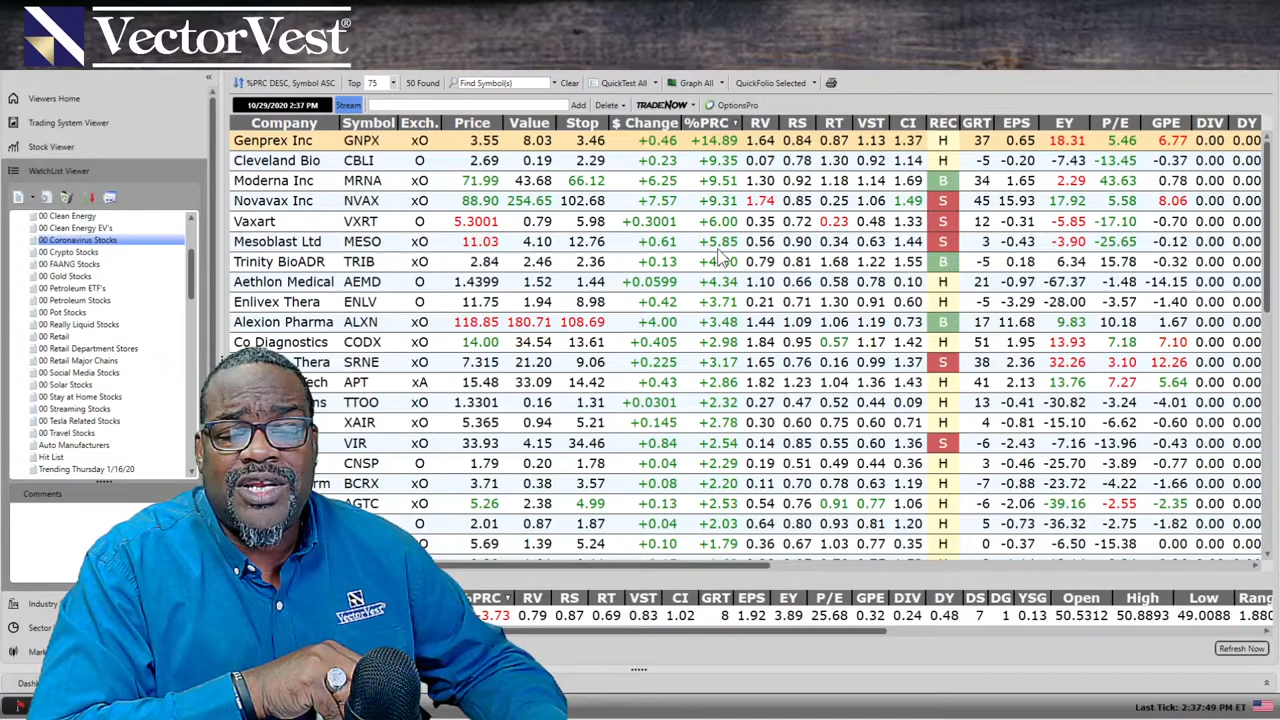 VectorVest®
%PRC DESC, Symbol ASC Top 75 50 Found Find Symbol(s) Clear QuickTest All Graph All QuickFolio Selected
Viewers Home
Trading System Viewer
Stock Viewer
WatchList Viewer
00 Clean Energy
00 Clean Energy EV's
00 Coronavirus Stocks
00 Crypto Stocks
00 FAANG Stocks
00 Gold Stocks
00 Petroleum ETF's
00 Petroleum Stocks
00 Pot Stocks
00 Really Liquid Stocks
00 Retail
00 Retail Department Stores
00 Retail Major Chains
00 Social Media Stocks
00 Solar Stocks
00 Stay at Home Stocks
00 Streaming Stocks
00 Tesla Related Stocks
00 Travel Stocks
Auto Manufacturers
Hit List
Trending Thursday 1/16/20
Comments
Industry
Sector
Dash
10/29/2020 2:37 PM Stream Add Delete TRADENOW OptionsPro
Company Symbol Exch. Price Value Stop $ Change %PRC RV RS RT VST CI REC GRT EPS EY P/E GPE DIV DY
Genprex Inc GNPX xO 3.55 8.03 3.46 +0.46 +14.89 1.64 0.84 0.87 1.13 1.37 H 37 0.65 18.31 5.46 6.77 0.00 0.00
Cleveland Bio CBLI O 2.69 0.19 2.29 +0.23 +9.35 0.07 0.78 1.30 0.92 1.14 H -5 -0.20 -7.43 -13.45 -0.37 0.00 0.00
Moderna Inc MRNA xO 71.99 43.68 66.12 +6.25 +9.51 1.30 0.92 1.18 1.14 1.69 B 34 1.65 2.29 43.63 0.78 0.00 0.00
Novavax Inc NVAX xO 88.90 254.65 102.68 +7.57 +9.31 1.74 0.85 0.25 1.06 1.49 S 45 15.93 17.92 5.58 8.06 0.00 0.00
Vaxart VXRT xO 5.3001 0.79 5.98 +0.3001 +6.00 0.35 0.72 0.23 0.48 1.33 S 12 -0.31 -5.85 -17.10 -0.70 0.00 0.00
Mesoblast Ltd MESO xO 11.03 4.10 12.76 +0.61 +5.85 0.56 0.90 0.34 0.63 1.44 S 3 -0.43 -3.90 -25.65 -0.12 0.00 0.00
Trinity BioADR TRIB xO 2.84 2.46 2.36 +0.13 0.79 0.81 1.68 1.22 1.55 B -5 0.18 6.34 15.78 -0.32 0.00 0.00
Aethlon Medical AEMD xO 1.4399 1.52 1.44 +0.0599 +4.34 1.10 0.66 0.58 0.78 0.10 H 21 -0.97 -67.37 -1.48 -14.15 0.00 0.00
Enlivex Thera ENLV xO 11.75 1.94 8.98 +0.42 +3.71 0.21 0.71 1.30 0.91 0.60 H -5 -3.29 -28.00 -3.57 -1.40 0.00 0.00
Alexion Pharma ALXN xO 118.85 180.71 108.69 +4.00 +3.48 1.44 1.09 1.06 1.19 0.73 B 17 11.68 9.83 10.18 1.67 0.00 0.00
Co Diagnostics CODX xO 14.00 34.54 13.61 +0.405 +2.98 1.84 0.95 0.57 1.17 1.42 H 51 1.95 13.93 7.18 7.10 0.00 0.00
Thera SRNE xO 7.315 21.20 9.06 +0.225 +3.17 1.65 0.76 0.16 0.99 1.37 S 38 2.36 32.26 3.10 12.26 0.00 0.00
APT xA 15.48 33.09 14.42 +0.43 +2.86 1.82 1.23 1.04 1.36 1.43 H 41 2.13 13.76 7.27 5.64 0.00 0.00
TTOO xO 1.3301 0.16 1.31 +0.0301 +2.32 0.14 0.57 0.79 0.52 0.09 H 13 -0.41 -30.82 -3.24 -4.01 0.00 0.00
XAIR xO 5.365 0.94 5.21 +0.145 +2.78 0.30 0.60 0.75 0.60 0.74 H 4 -0.81 -15.10 -6.62 -0.60 0.00 0.00
VIR xO 33.93 4.15 34.46 +0.84 +2.54 0.14 0.85 0.55 0.60 1.36 S -6 -2.43 -7.16 -13.96 -0.43 0.00 0.00
CNSP xO 1.79 0.20 1.78 +0.04 +2.29 0.19 0.51 0.49 0.44 0.36 H 3 -0.46 -25.70 -3.89 -0.77 0.00 0.00
BCRX xO 3.71 0.38 3.57 +0.08 +2.20 0.11 0.67 0.78 0.63 1.19 H -7 -0.88 -23.72 -4.22 -1.66 0.00 0.00
AGTC xO 5.26 2.38 4.99 +0.13 +2.53 0.45 0.71 0.91 0.77 1.06 H -6 -2.06 -39.16 -2.55 -2.35 0.00 0.00
O 2.01 0.87 1.87 +0.04 +2.03 0.64 0.80 0.93 0.81 1.20 H 5 -0.73 -36.32 -2.75 -1.82 0.00 0.00
O 5.69 1.39 5.24 +0.10 +1.79 0.36 0.72 1.03 0.77 0.35 H 0 -0.37 -6.50 -15.38 0.00 0.00 0.00
%PRC RV RS RT VST CI GRT EPS EY P/E GPE DIV DY DS DG YSG Open High Low
-3.73 0.79 0.87 0.69 0.83 1.02 8 1.92 3.89 25.68 0.32 0.24 0.48 7 1 0.13 50.5312 50.8893 49.0088
Refresh Now
Last Tick: 2:37:49 PM ET
VectorVest